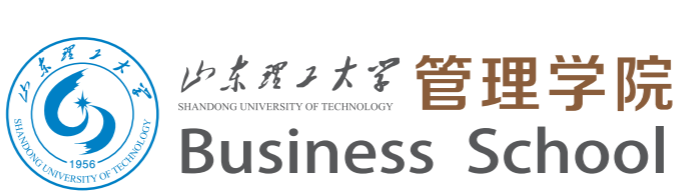 山东理工大学
1956
SHANDONG UNIVERSITY OF TECHNOLOGY
山东理工大学 管理学院
SHANDONG UNIVERSITY OF TECHNOLOGY
Business School